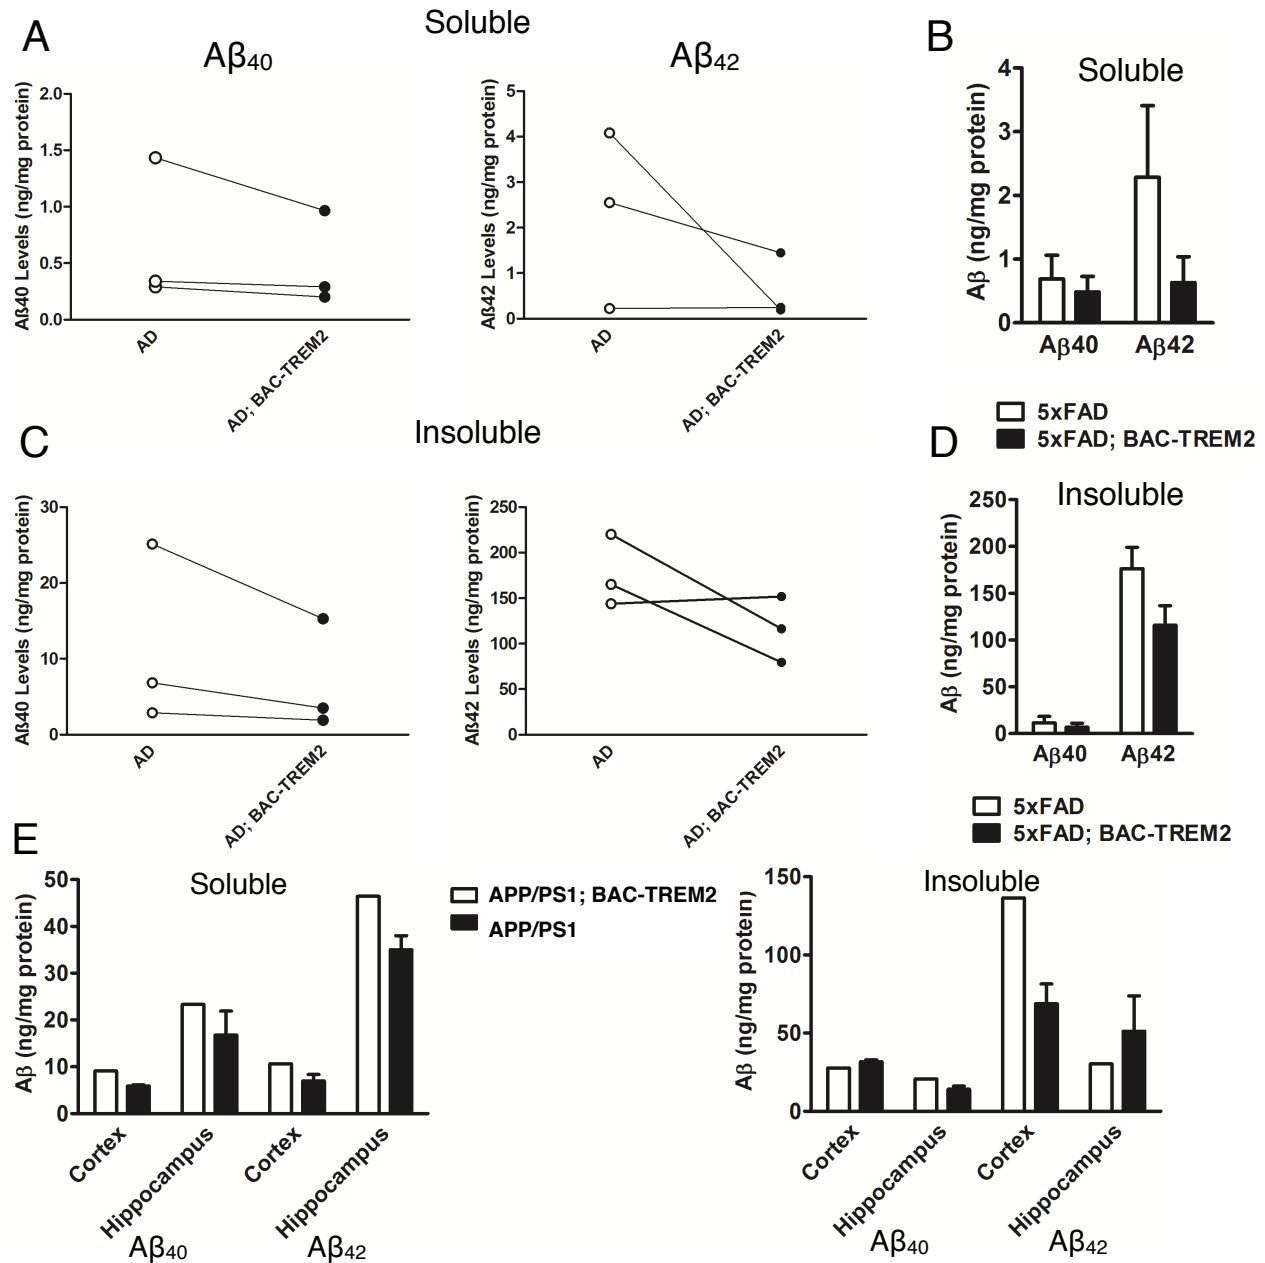 A
Soluble
Aβ40
Aβ42
Aß40 Levels (ng/mg protein)
2.0
1.5
1.0
0.5
0.0
AD
AD; BAC-TREM2
Aß42 Levels (ng/mg protein)
5
4
3
2
1
0
AD
AD; BAC-TREM2
B
Soluble
Aβ (ng/mg protein)
4
3
2
1
0
Aβ40
Aβ42
5xFAD
5xFAD; BAC-TREM2
C
Insoluble
Aß40 Levels (ng/mg protein)
30
20
10
0
AD
AD; BAC-TREM2
Aß42 Levels (ng/mg protein)
250
200
150
100
50
0
AD
AD; BAC-TREM2
D
Insoluble
Aβ (ng/mg protein)
250
200
150
100
50
0
Aβ40
Aβ42
5xFAD
5xFAD; BAC-TREM2
E
Soluble
Aβ (ng/mg protein)
50
40
30
20
10
0
Cortex
Hippocampus
Cortex
Hippocampus
Aβ40
Aβ42
APP/PS1; BAC-TREM2
APP/PS1
Insoluble
Aβ (ng/mg protein)
150
100
50
0
Cortex
Hippocampus
Cortex
Hippocampus
Aβ40
Aβ42